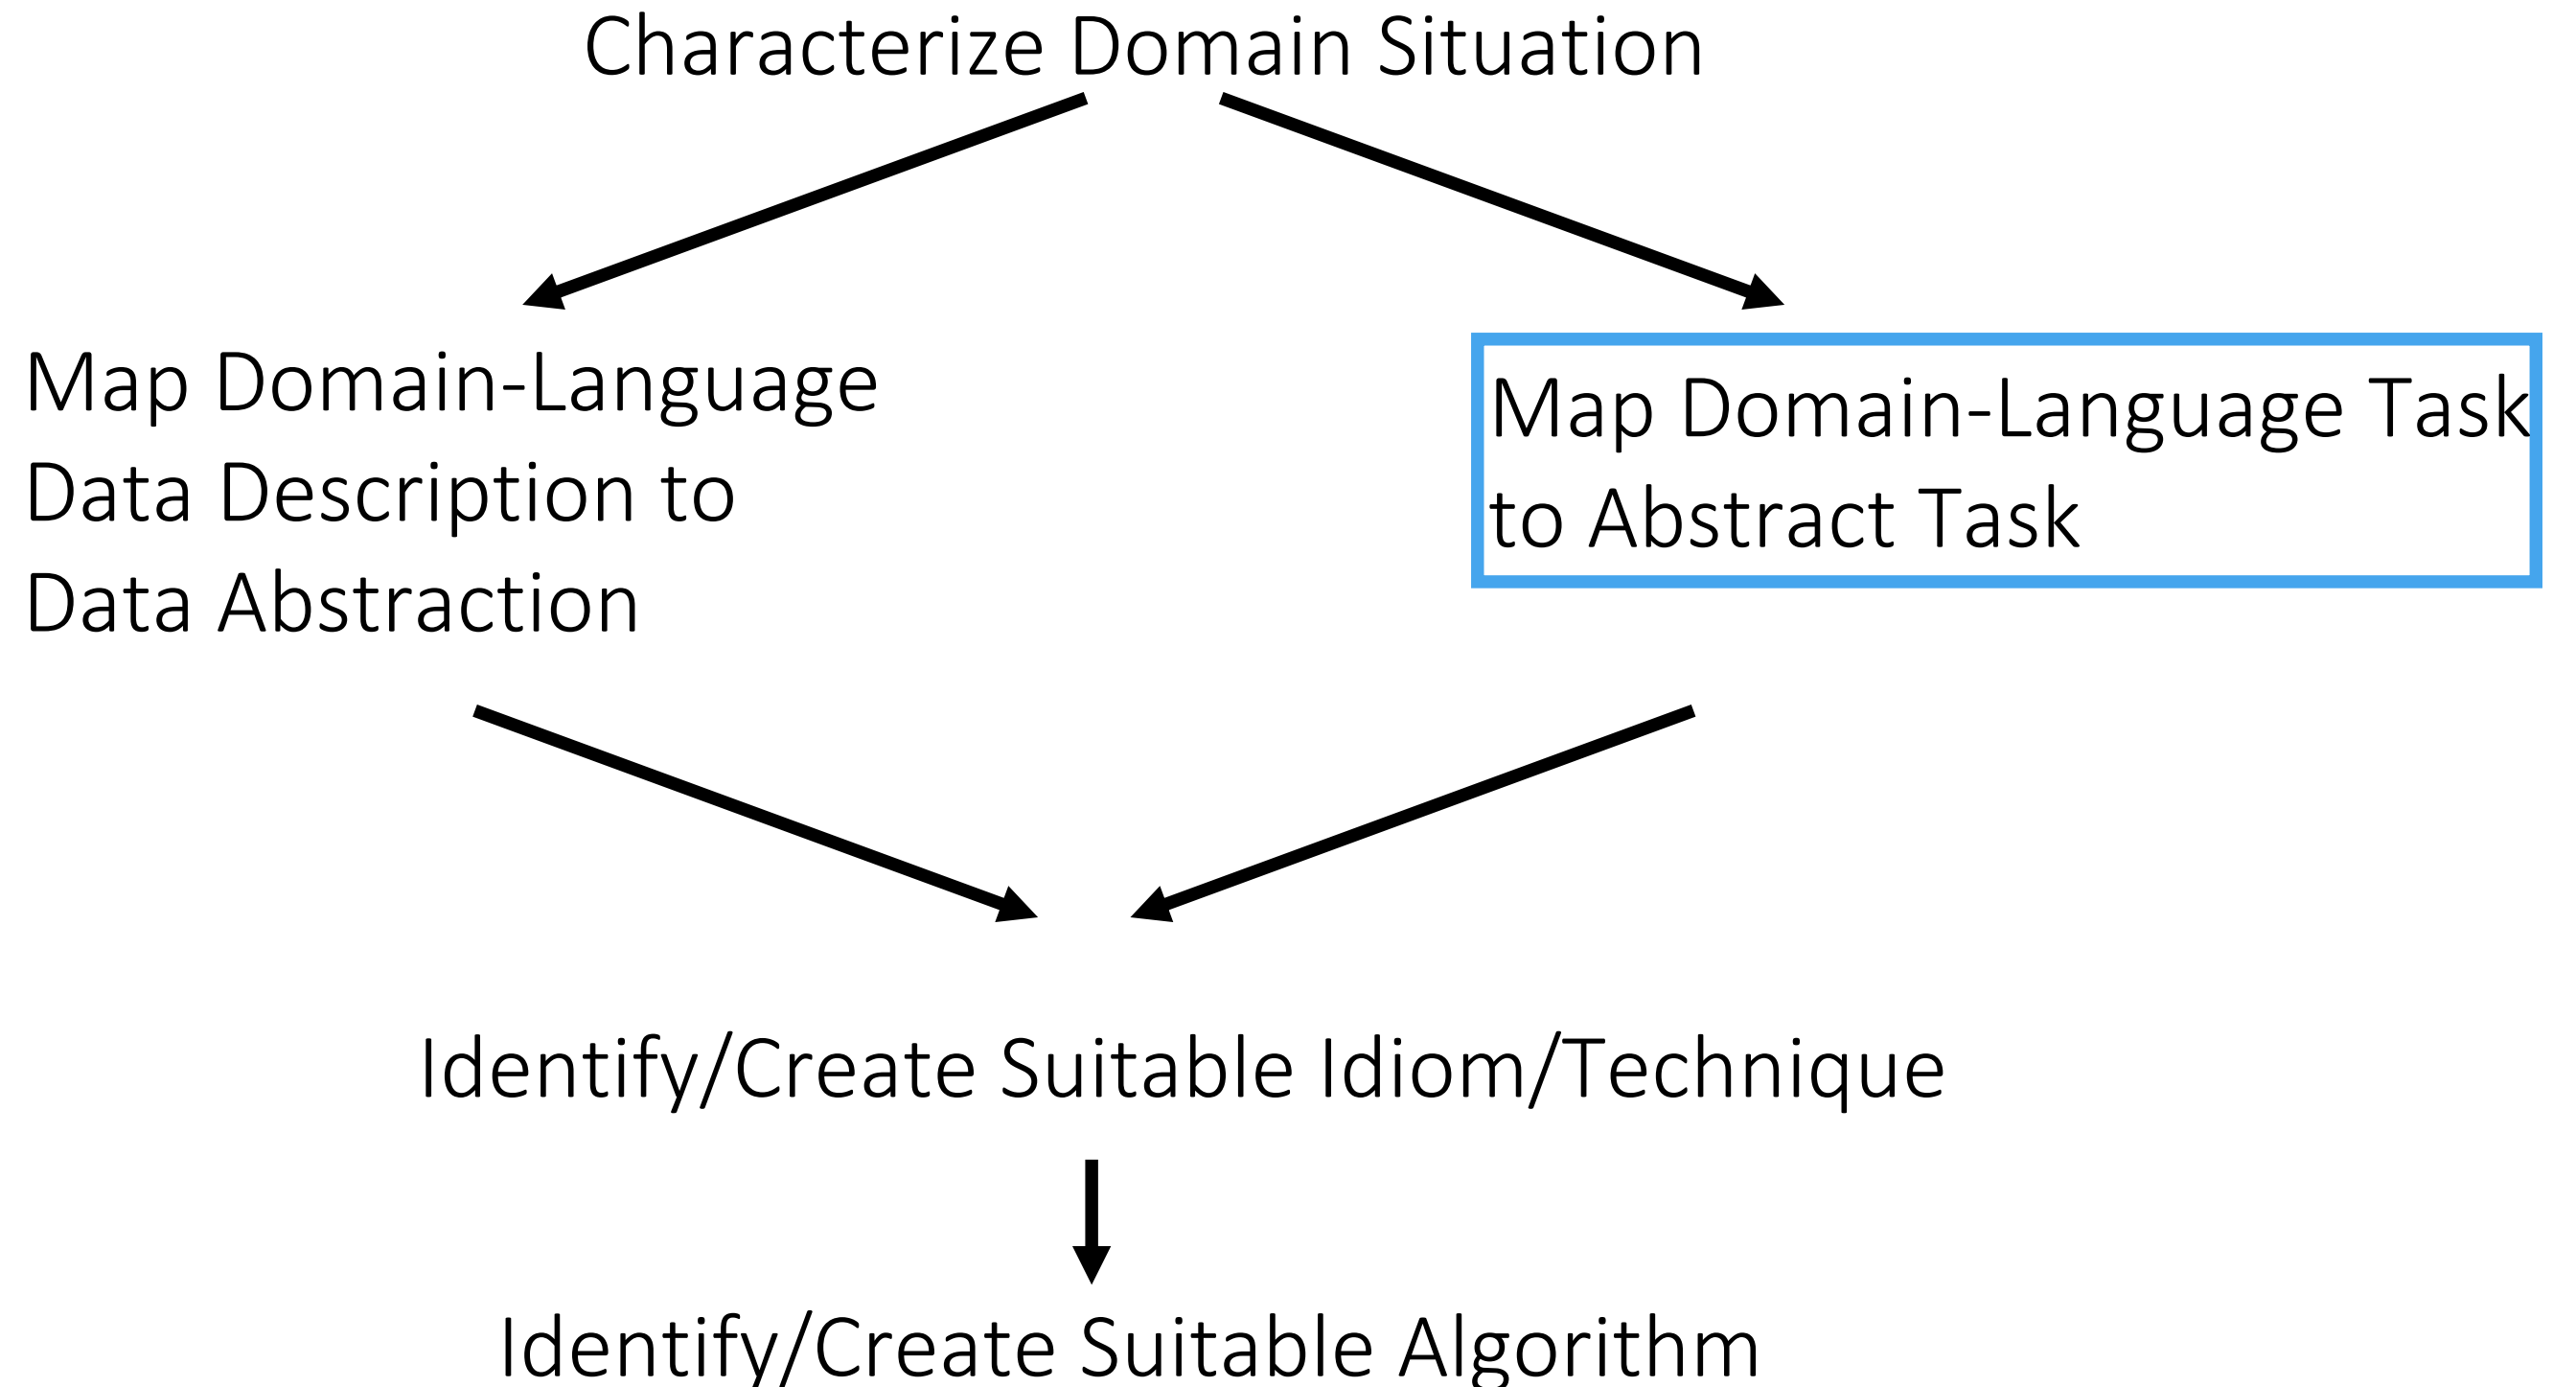 Characterize Domain Situation
Map Domain-Language
Data Description to
Data Abstraction
Map Domain-Language Task
to Abstract Task
Identify/Create Suitable Idiom/Technique
Identify/Create Suitable Algorithm